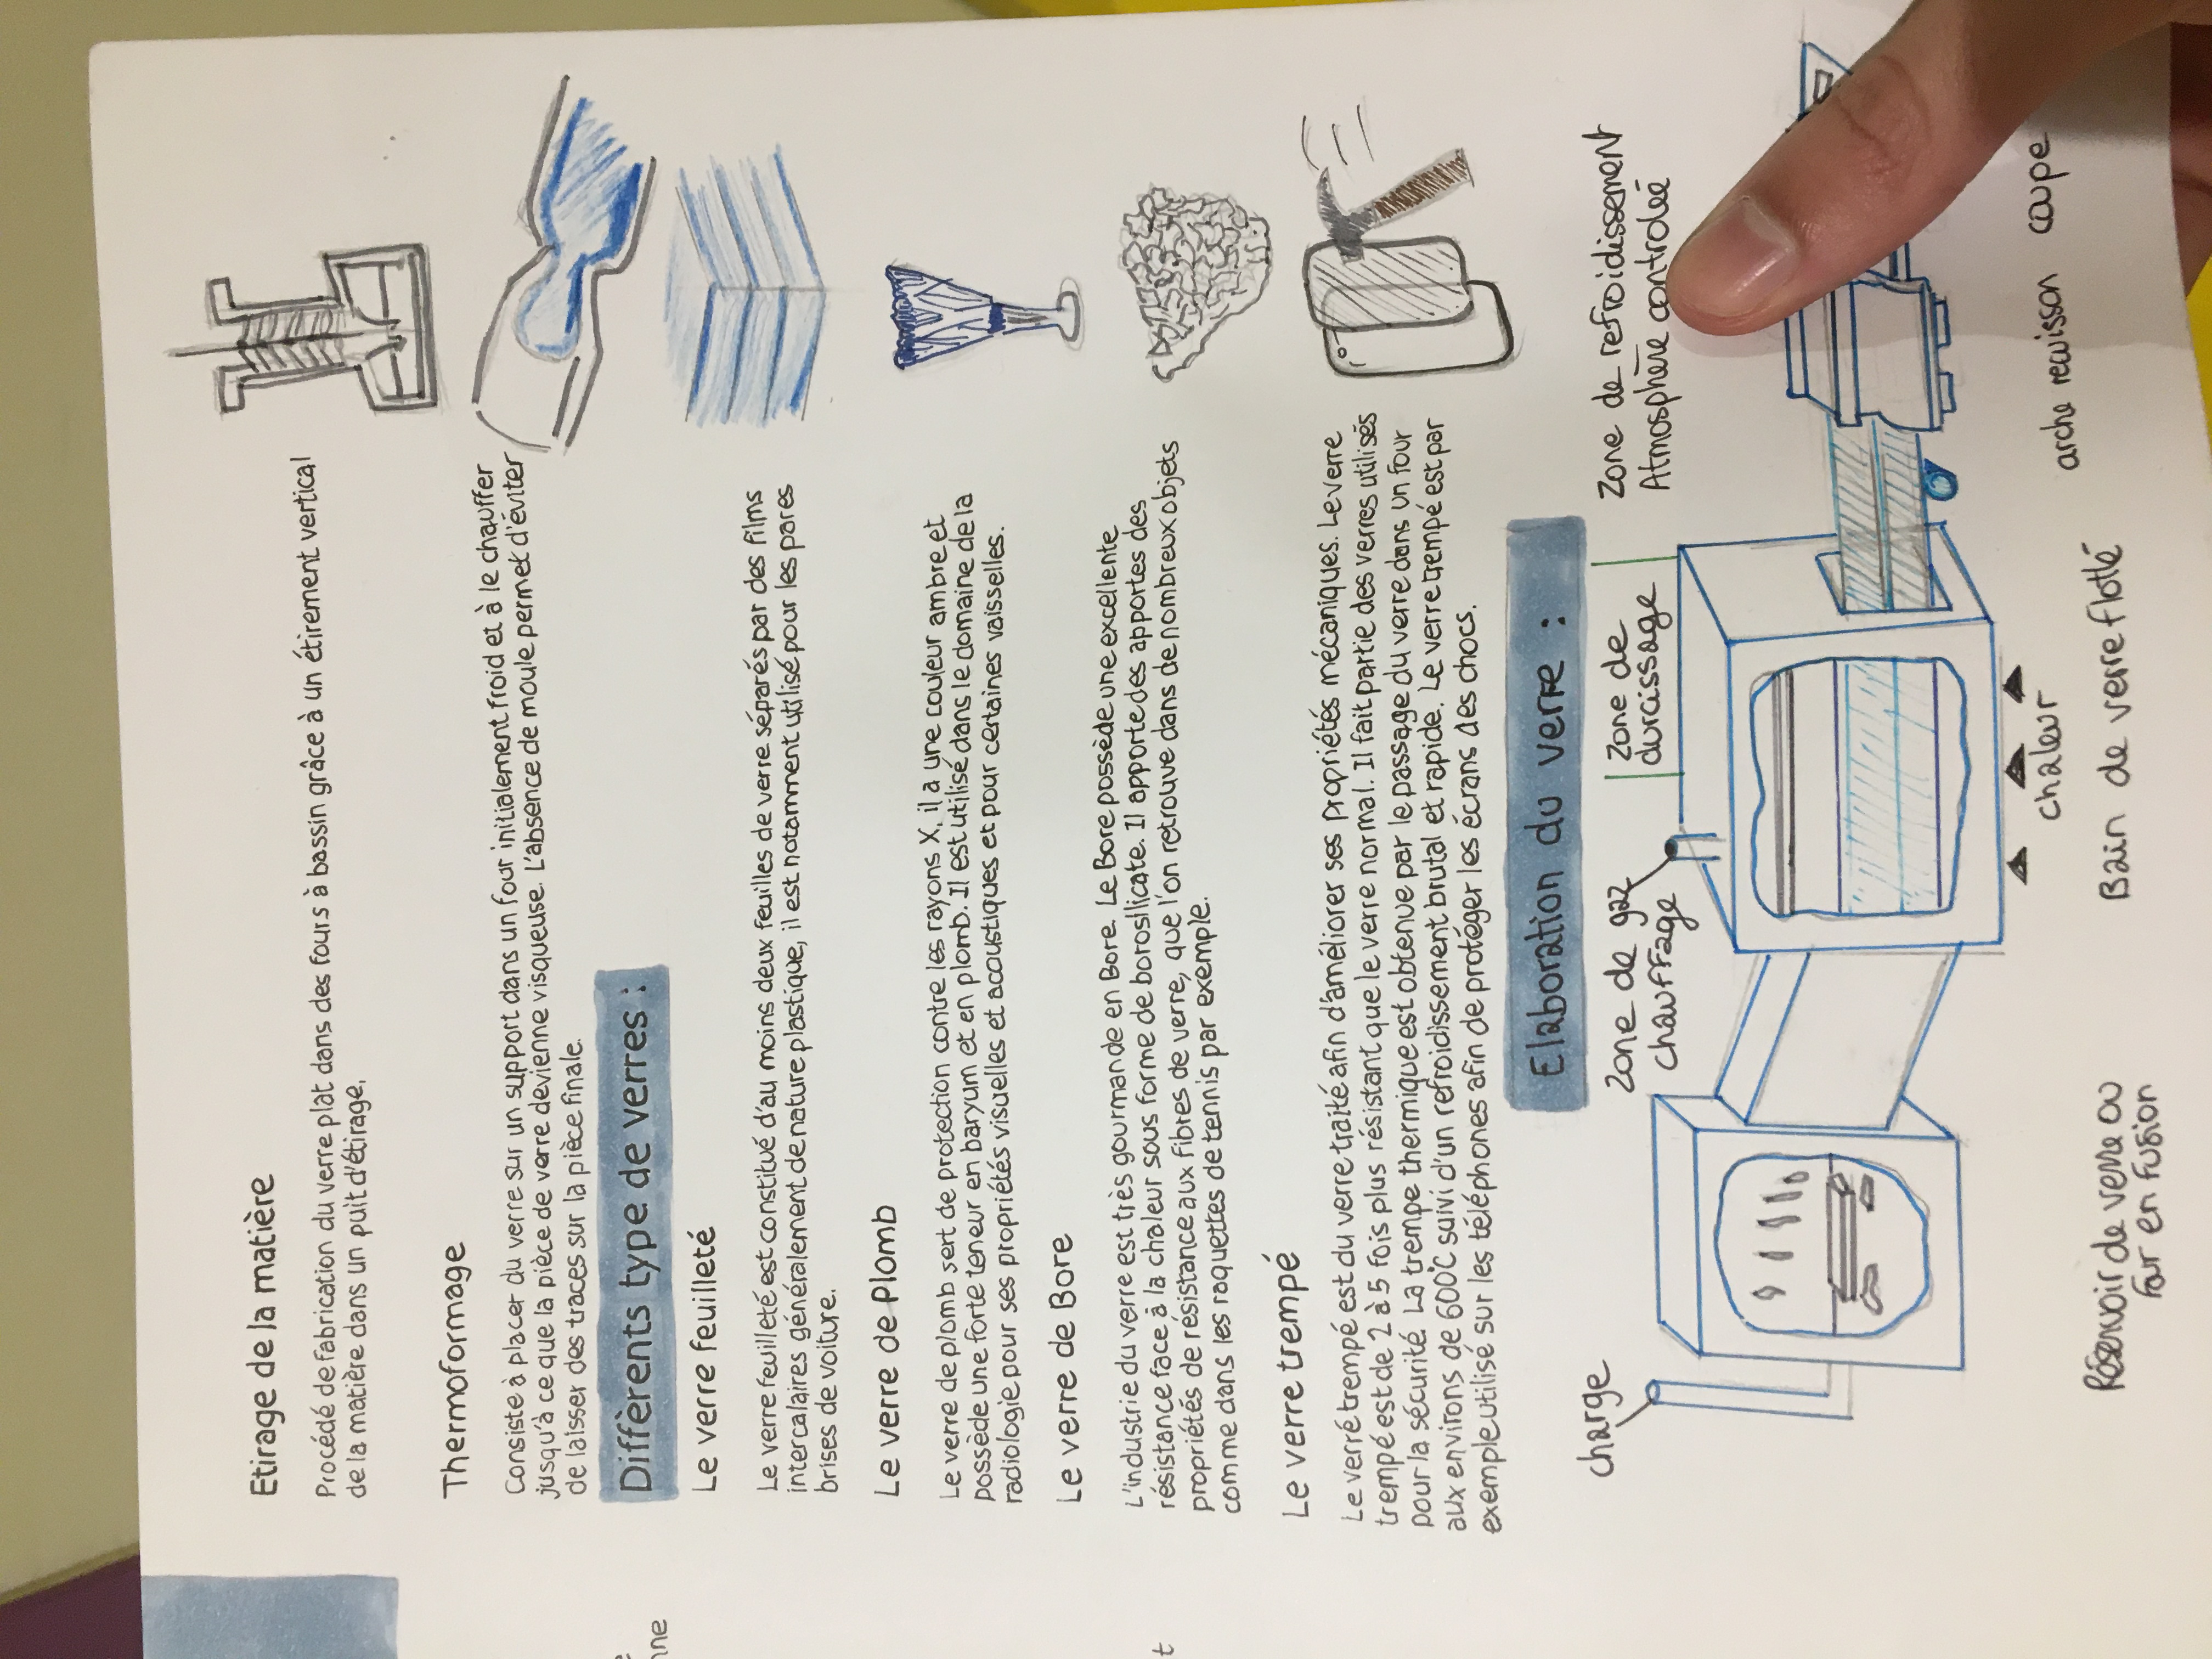 Etirage de la matière
Procédé de fabrication du verre plat dans des fours à bassin grâce à un étirement vertical
de la matière dans un puit d'étirage.
Thermoformage
Consiste à placer du verre sur un support dans un four initialement froid et à le chauffer
jusqu'à ce que la pièce de verre devienne visqueuse. L'absence de moule permet d'éviter
de laisser des traces sur la pièce finale.
Diffèrents type de verres :
Le verre feuilleté
Le verre feuilleté est constitué d'au moins deux feuilles de verre séparés par des films
intercalaires généralement de nature plastique, il est notamment utilisé pour les pares
brises de voiture.
Le verre de Plomb
Le verre de plomb sert de protection contre les rayons X, il a une couleur ambre et
possède une forte teneur en baryum et en plomb. Il est utilisé dans le domaine de la
radiologie pour ses propriétés visuelles et acoustiques et pour certaines vaisselles.
Le verre de Bore
L'industrie du verre est très gourmande en Bore. Le Bore possède une excellente
résistance face à la chaleur sous forme de borosilicate. Il apporte des apportes des
propriétés de résistance aux fibres de verre, que l'on retrouve dans de nombreux objets
comme dans les raquettes de tennis par exemple.
Le verre trempé
Le verré trempé est du verre traité afin d'améliorer ses propriétés mécaniques. Le verre
trempé est de 2 à 5 fois plus résistant que le verre normal. Il fait partie des verres utilisés
pour la sécurité. La trempe thermique est obtenue par le passage du verre dans un four
aux environs de 600°C suivi d'un refroidissement brutal et rapide. Le verre trempé est par
exemple utilisé sur les téléphones afin de protéger les écrans des chocs.
Elaboration du verre :
charge
Zone de gaz
chauffage
Zone de
durcissage
Zone de refroidissement
Atmosphère controleé
chaleur
arche recuisson coupe
Réservoir de verre ou
four en fusion
Bain de verre flotté